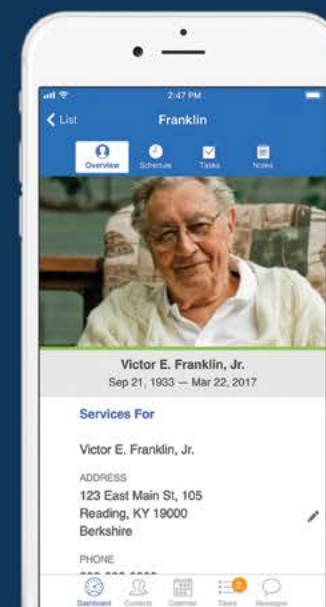 2:47 PM
List
Franklin
Overview
Schedule
Tasks
Notes
Victor E. Franklin, Jr.
Sep 21, 1933 — Mar 22, 2017
Services For
Victor E. Franklin, Jr.
ADDRESS
123 East Main St, 105
Reading, KY 19000
Berkshire
PHONE
Dashboard
Contacts
Calendar
Tasks
Messages